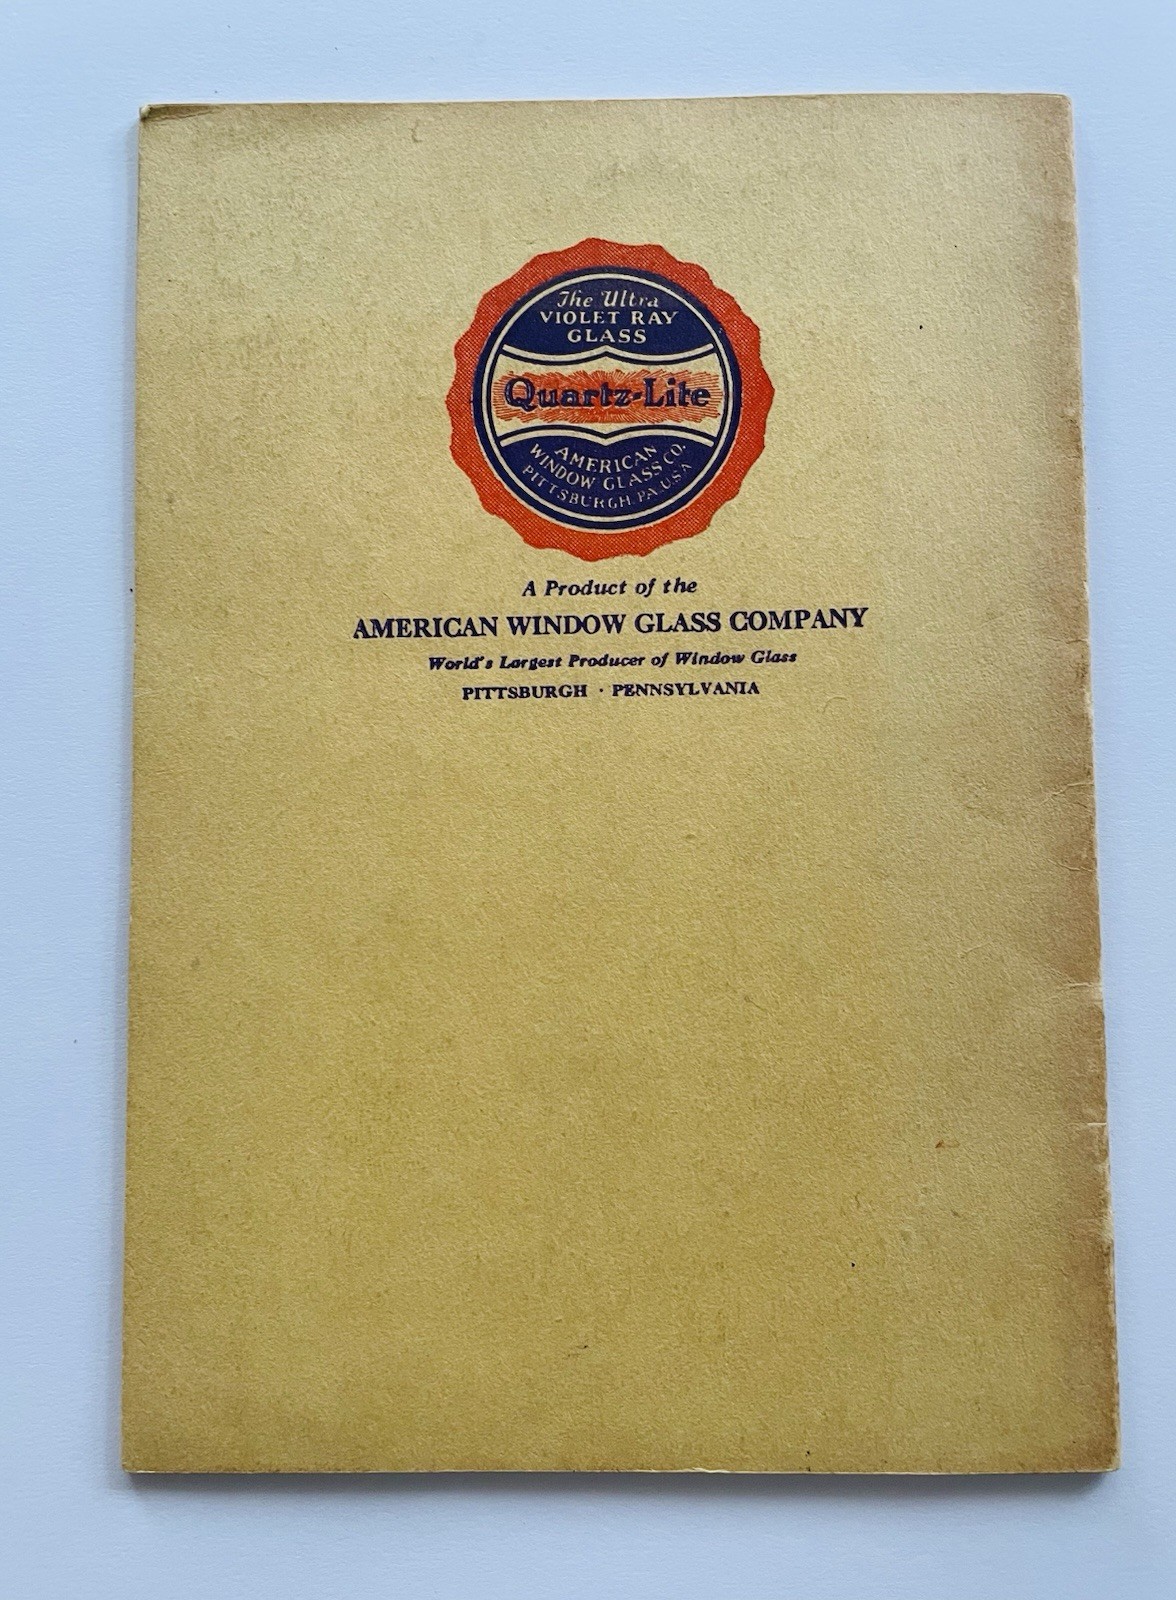 The Ultra
VIOLET RAY
GLASS
Quartz-Lite
AMERICAN
WINDOW GLASS CO.
PITTSBURGH, PA. U.S.A
A Product of the
AMERICAN WINDOW GLASS COMPANY
World's Largest Producer of Window Glass
PITTSBURGH · PENNSYLVANIA